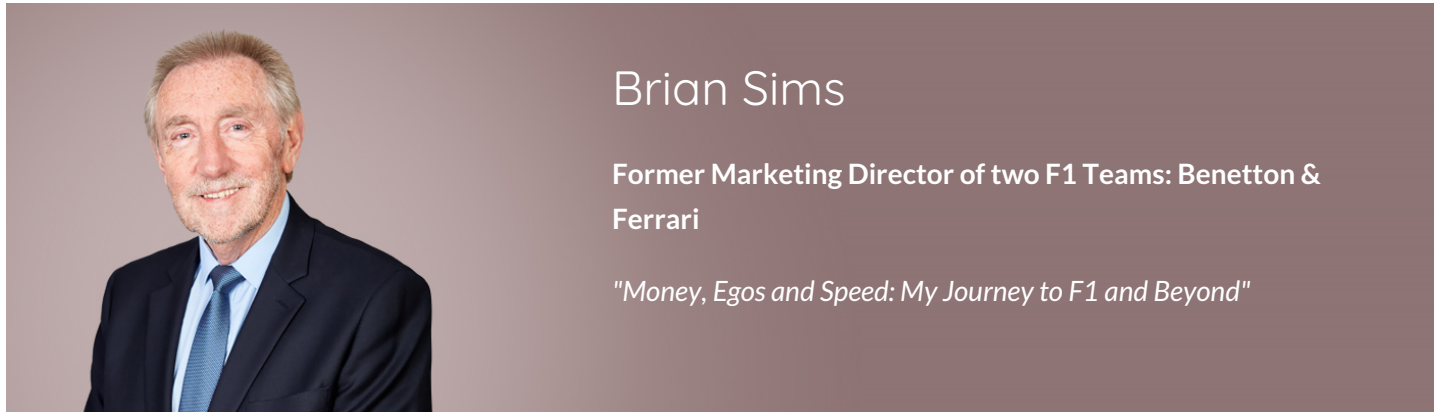 Brian Sims
Former Marketing Director of two F1 Teams: Benetton &
Ferrari
"Money, Egos and Speed: My Journey to F1 and Beyond"